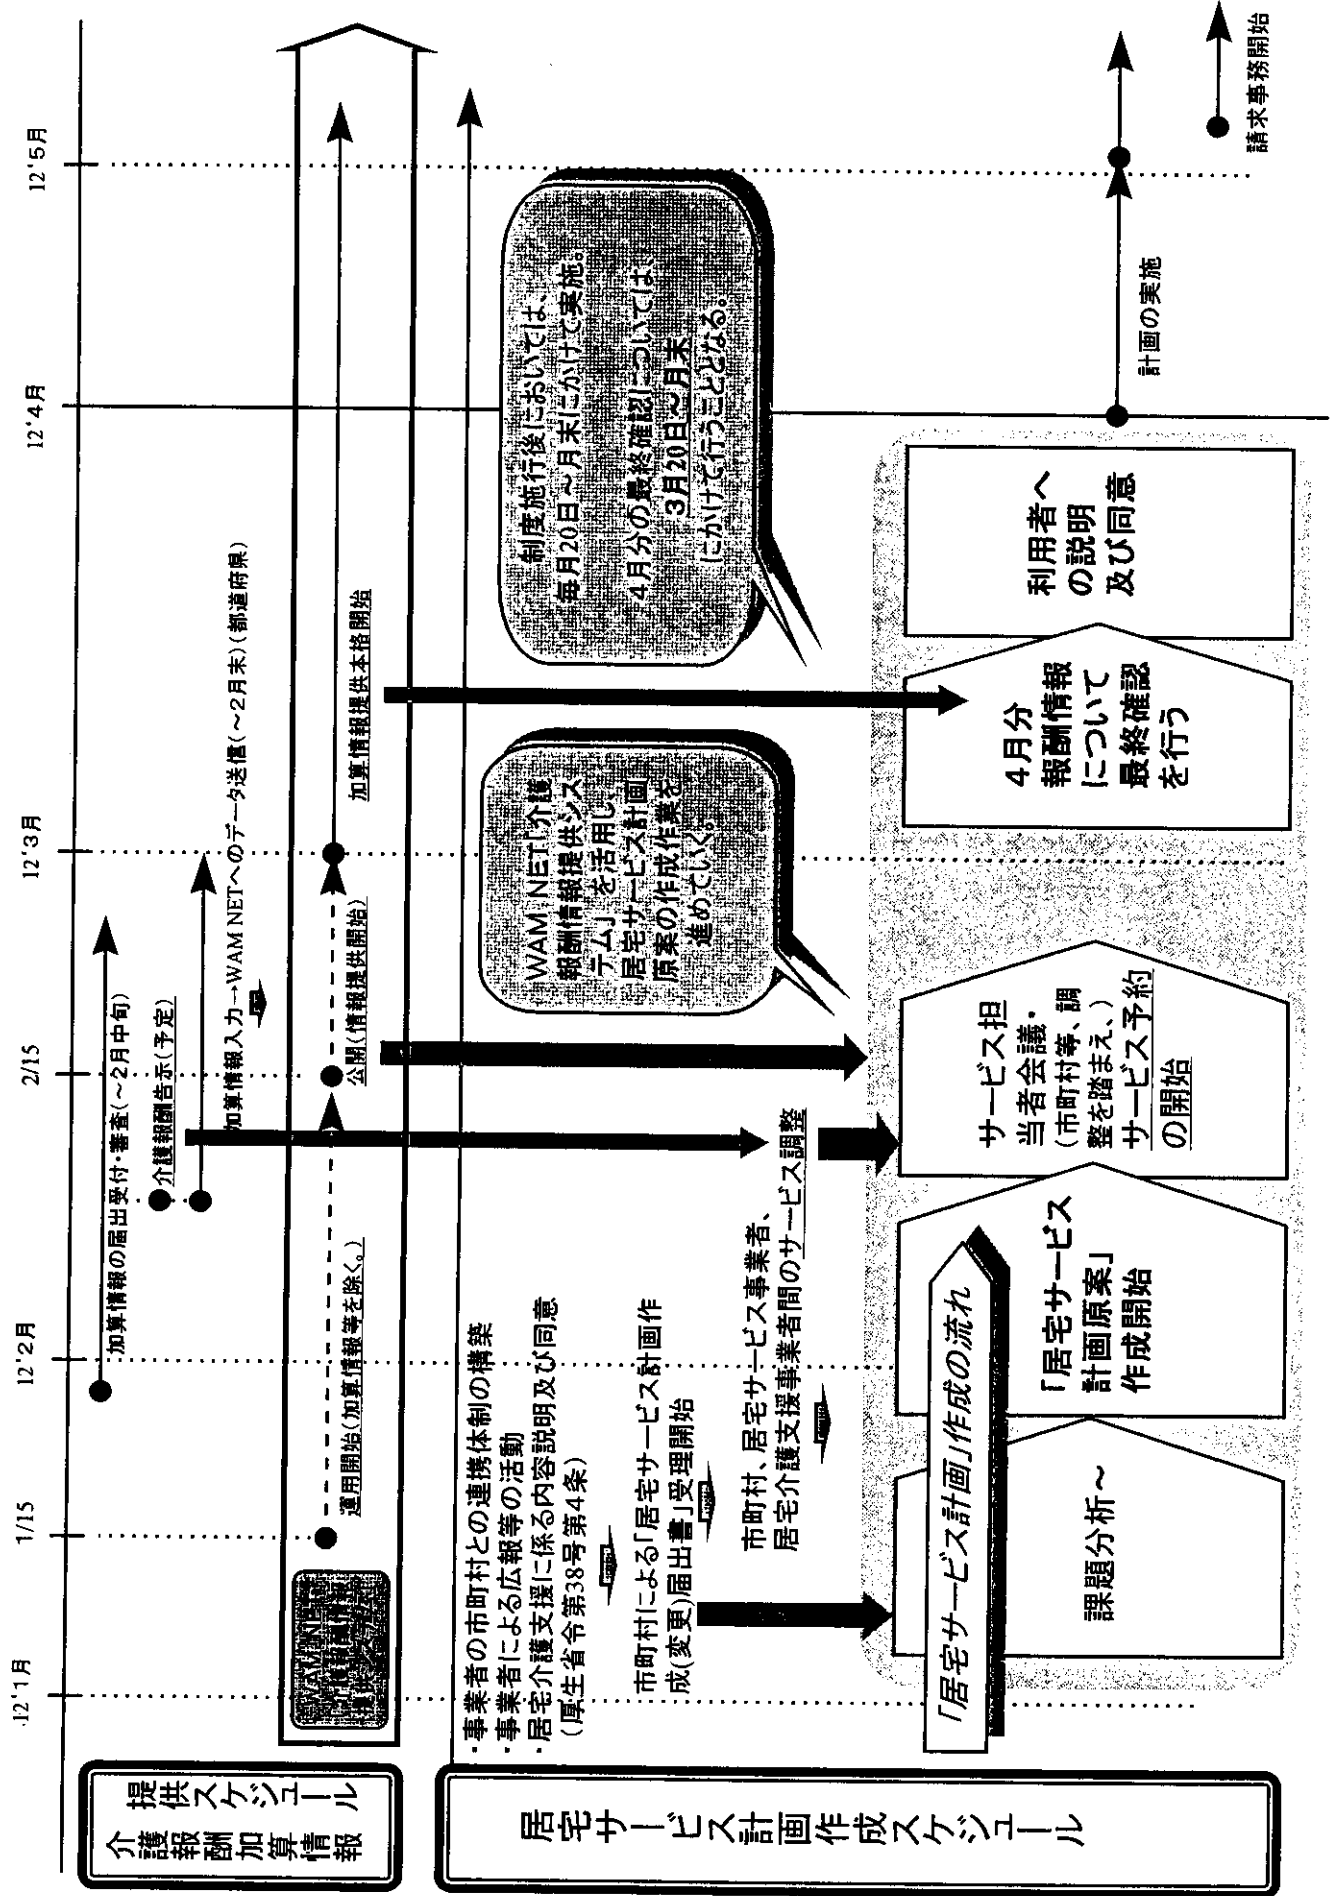 12'1月
1/15
12'2月
2/15
12'3月
12'4月
12'5月
介護報酬加算情報
提供スケジュール
加算情報の届出受付・審査(～2月中旬)
介護報酬告示(予定)
加算情報入力→WAM NETへのデータ送信(～2月末)(都道府県)
運用開始(加算情報等を除く。)
公開(情報提供開始)
加算情報提供本格開始
居宅サービス計画作成スケジュール
・事業者の市町村との連携体制の構築
・事業者による広報等の活動
・居宅介護支援に係る内容説明及び同意
(厚生省令第38号第4条)
市町村による「居宅サービス計画作
成(変更)届出書」受理開始
市町村、居宅サービス事業者、
居宅介護支援事業者間のサービス調整
WAM NET「介護
報酬情報提供シス
テム」を活用し、
居宅サービス計画
原案の作成作業を
進めていく。
制度施行後においては、
毎月20日～月末にかけて実施。
4月分の最終確認については、
3月20日～月末
にかけて行うこととなる。
「居宅サービス計画」作成の流れ
課題分析～
「居宅サービス
計画原案」
作成開始
サービス担
当者会議・
(市町村等、調
整を踏まえ、)
サービス予約
の開始
4月分
報酬情報
について
最終確認
を行う
利用者へ
の説明
及び同意
計画の実施
請求事務開始